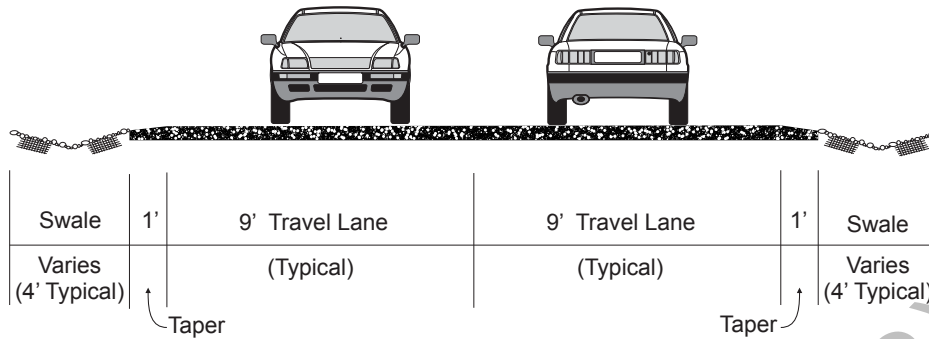 Swale 1’ 9’ Travel Lane 9’ Travel Lane 1’ Swale
Varies (Typical) (Typical) Varies
(4’ Typical) (4’ Typical)
Taper Taper